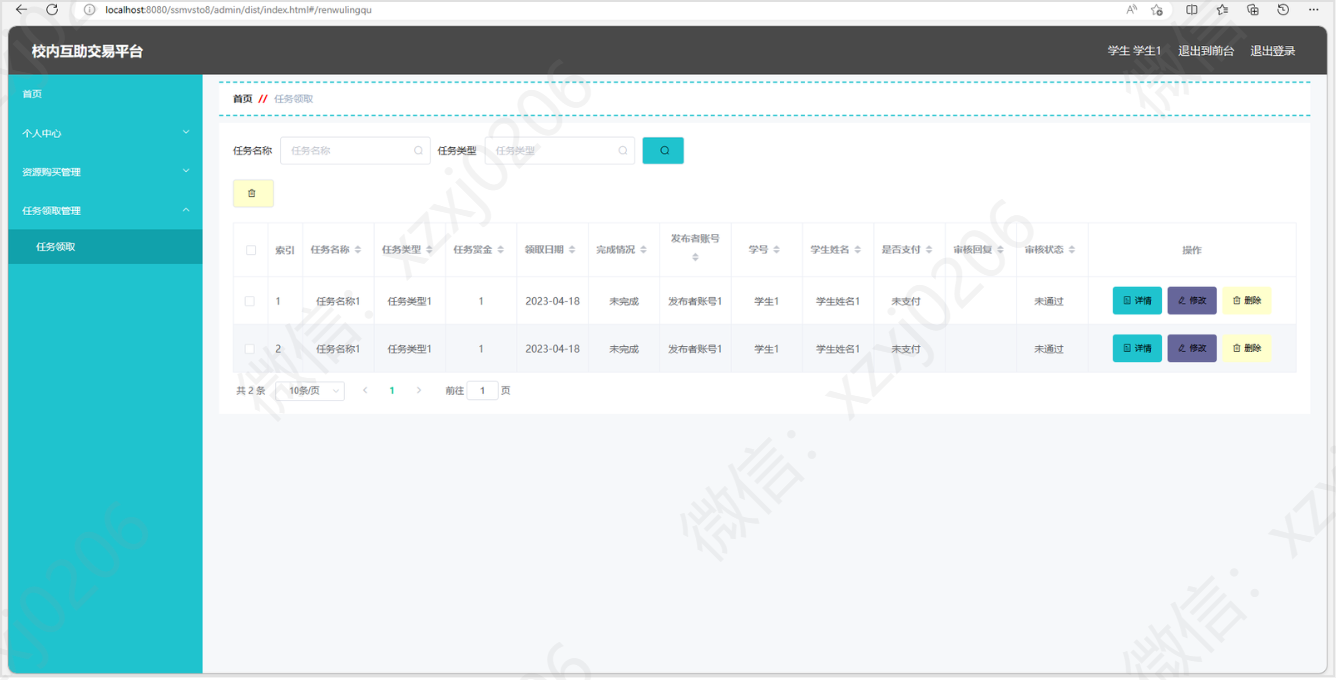 localhost:8080/ssmvsto8/admin/dist/index.html#/renwulingqu
校内互助交易平台
学生 学生1 退出到前台 退出登录
首页
个人中心
资源购买管理
任务领取管理
任务领取
首页 // 任务领取
任务名称 任务名称 任务类型 任务类型
索引 任务名称 任务类型 任务赏金 领取日期 完成情况 发布者账号 学号 学生姓名 是否支付 审核回复 审核状态 操作
1 任务名称1 任务类型1 1 2023-04-18 未完成 发布者账号1 学生1 学生姓名1 未支付 未通过 详情 修改 删除
2 任务名称1 任务类型1 1 2023-04-18 未完成 发布者账号1 学生1 学生姓名1 未支付 未通过 详情 修改 删除
共 2 条 10条/页 1 前往 1 页
微信：xzxj0206
微信：xzxj0206
微信：xzxj
微信：
xzxj0206